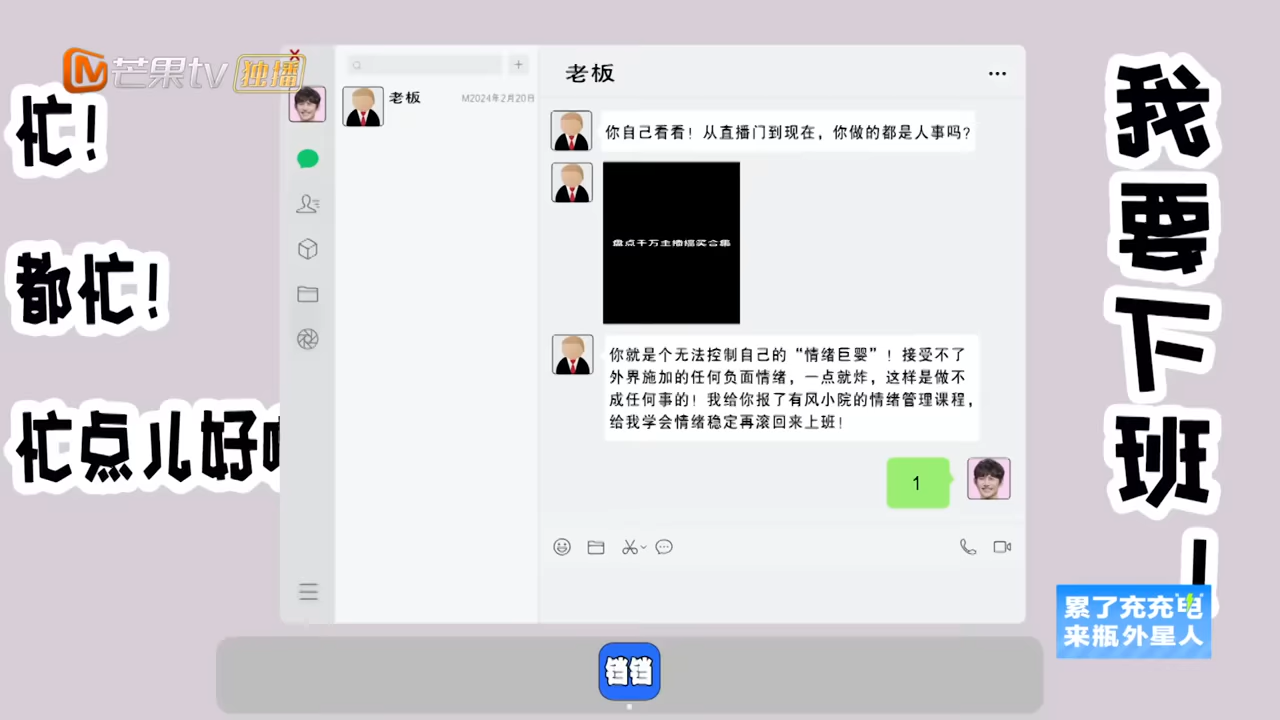 芒果tv 独播
忙！
都忙！
忙点儿好
老板
M2024年2月20日
老板
你自己看看！从直播门到现在，你做的都是人事吗？
盘点千万主播搞笑合集
你就是个无法控制自己的“情绪巨婴”！接受不了
外界施加的任何负面情绪，一点就炸，这样是做不
成任何事的！我给你报了有风小院的情绪管理课程，
给我学会情绪稳定再滚回来上班！
1
我要下班！
累了充充电
来瓶外星人
铛铛